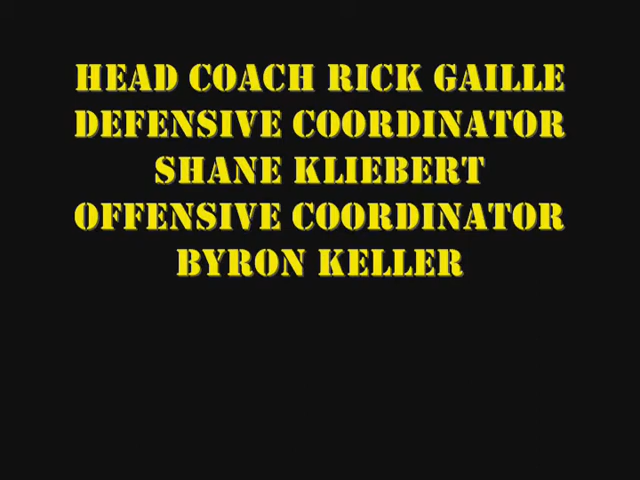 HEAD COACH RICK GAILLE
DEFENSIVE COORDINATOR
SHANE KLIEBERT
OFFENSIVE COORDINATOR
BYRON KELLER